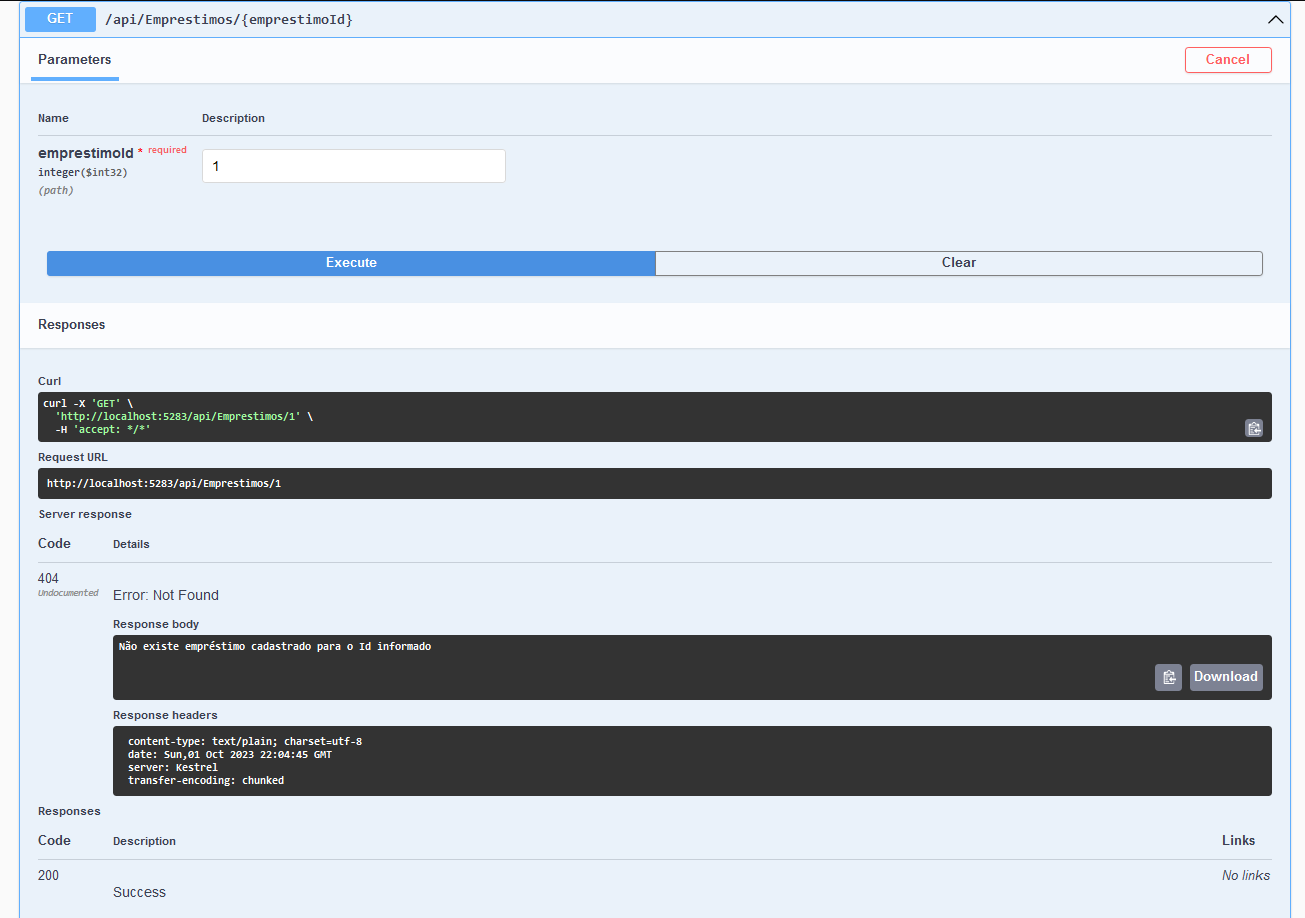 GET /api/Emprestimos/{emprestimoId}
Parameters
Cancel
Name Description
emprestimoId * required
integer($int32)
(path)
1
Execute Clear
Responses
Curl
curl -X 'GET' \
'http://localhost:5283/api/Emprestimos/1' \
-H 'accept: */*'
Request URL
http://localhost:5283/api/Emprestimos/1
Server response
Code Details
404
Undocumented
Error: Not Found
Response body
Não existe empréstimo cadastrado para o Id informado
Download
Response headers
content-type: text/plain; charset=utf-8
date: Sun,01 Oct 2023 22:04:45 GMT
server: Kestrel
transfer-encoding: chunked
Responses
Code Description Links
200 No links
Success